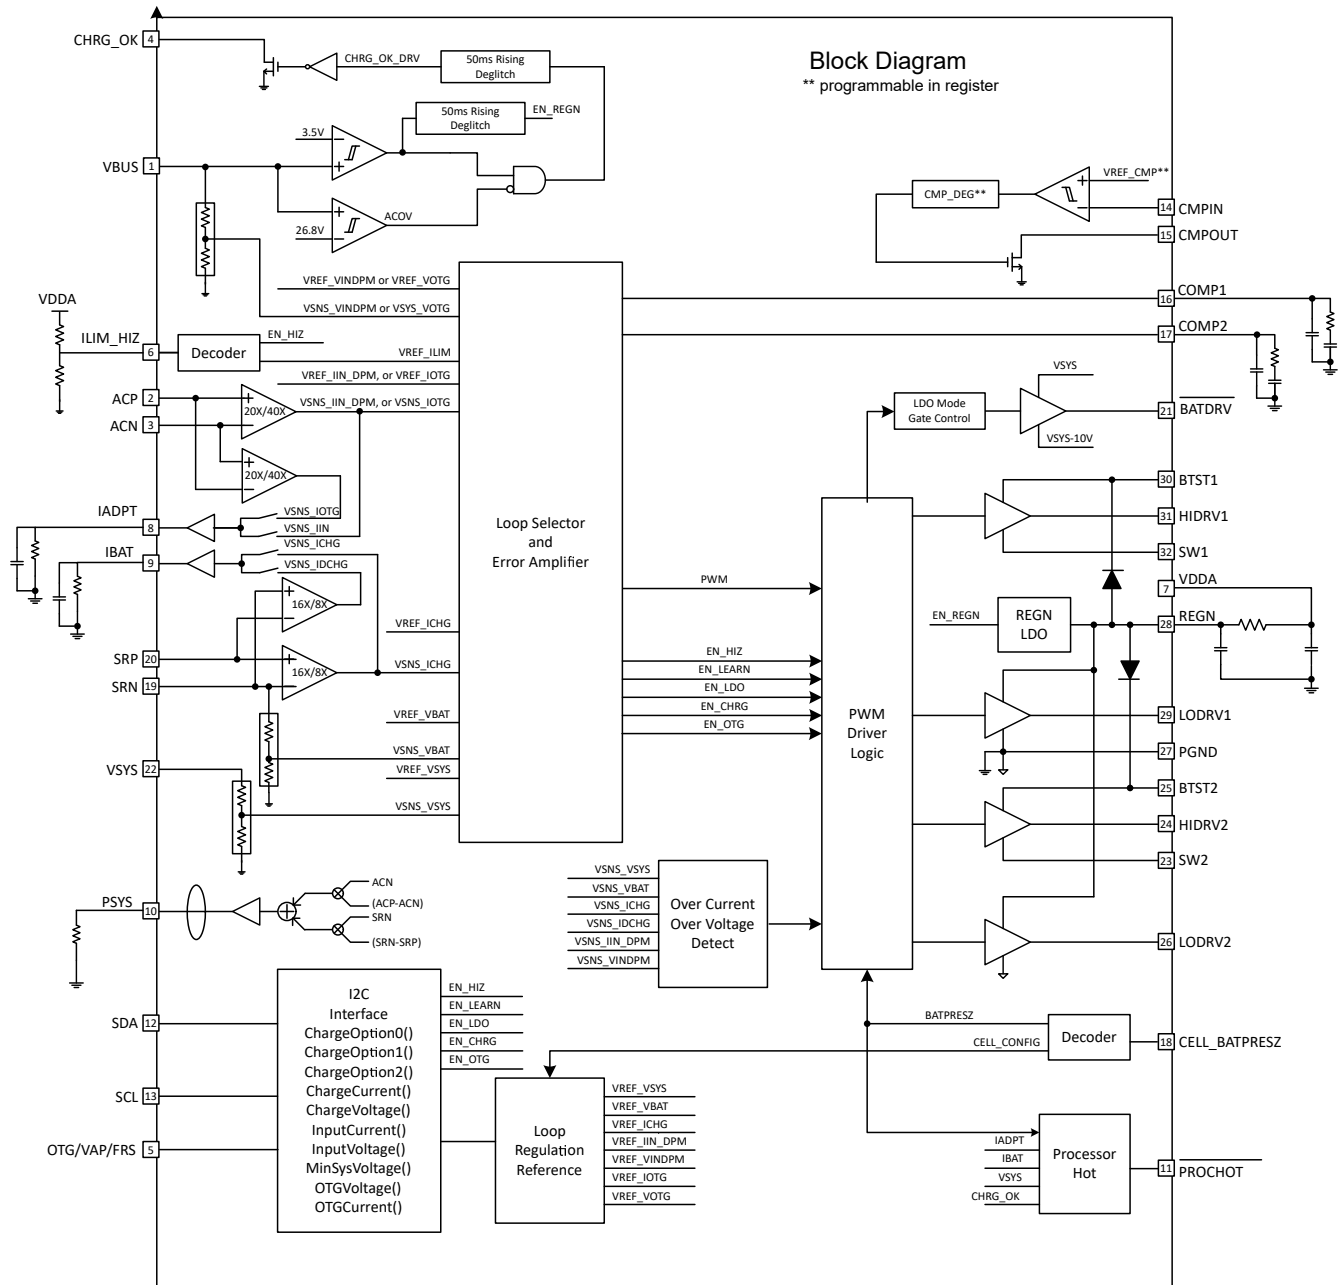 Block Diagram
** programmable in register
CHRG_OK
4
CHRG_OK_DRV
50ms Rising
Deglitch
50ms Rising
Deglitch
EN_REGN
3.5V
VBUS
1
ACOV
26.8V
VREF_CMP**
CMP_DEG**
14
CMPIN
15
CMPOUT
VREF_VINDPM or VREF_VOTG
VSNS_VINDPM or VSYS_VOTG
16
COMP1
17
COMP2
VDDA
ILIM_HIZ
6
Decoder
EN_HIZ
VREF_ILIM
VREF_IIN_DPM, or VREF_IOTG
VSNS_IIN_DPM, or VSNS_IOTG
ACP
2
ACN
3
20X/40X
20X/40X
VSYS
LDO Mode
Gate Control
VSYS-10V
21
BATDRV
IADPT
8
VSNS_IOTG
VSNS_IIN
IBAT
9
VSNS_ICHG
VSNS_IDCHG
16X/8X
Loop Selector
and
Error Amplifier
30
BTST1
31
HIDRV1
32
SW1
7
VDDA
PWM
EN_REGN
REGN
LDO
28
REGN
VREF_ICHG
SRP
20
16X/8X
VSNS_ICHG
SRN
19
EN_HIZ
EN_LEARN
EN_LDO
EN_CHRG
EN_OTG
PWM
Driver
Logic
29
LODRV1
27
PGND
VREF_VBAT
VSNS_VBAT
VREF_VSYS
VSYS
22
VSNS_VSYS
25
BTST2
24
HIDRV2
23
SW2
PSYS
10
ACN
(ACP-ACN)
SRN
(SRN-SRP)
VSNS_VSYS
VSNS_VBAT
VSNS_ICHG
VSNS_IDCHG
VSNS_IIN_DPM
VSNS_VINDPM
Over Current
Over Voltage
Detect
26
LODRV2
I2C
Interface
ChargeOption0()
ChargeOption1()
ChargeOption2()
ChargeCurrent()
ChargeVoltage()
InputCurrent()
InputVoltage()
MinSysVoltage()
OTGVoltage()
OTGCurrent()
EN_HIZ
EN_LEARN
EN_LDO
EN_CHRG
EN_OTG
SDA
12
SCL
13
OTG/VAP/FRS
5
BATPRESZ
CELL_CONFIG
Decoder
18
CELL_BATPRESZ
Loop
Regulation
Reference
VREF_VSYS
VREF_VBAT
VREF_ICHG
VREF_IIN_DPM
VREF_VINDPM
VREF_IOTG
VREF_VOTG
IADPT
IBAT
VSYS
CHRG_OK
Processor
Hot
11
PROCHOT